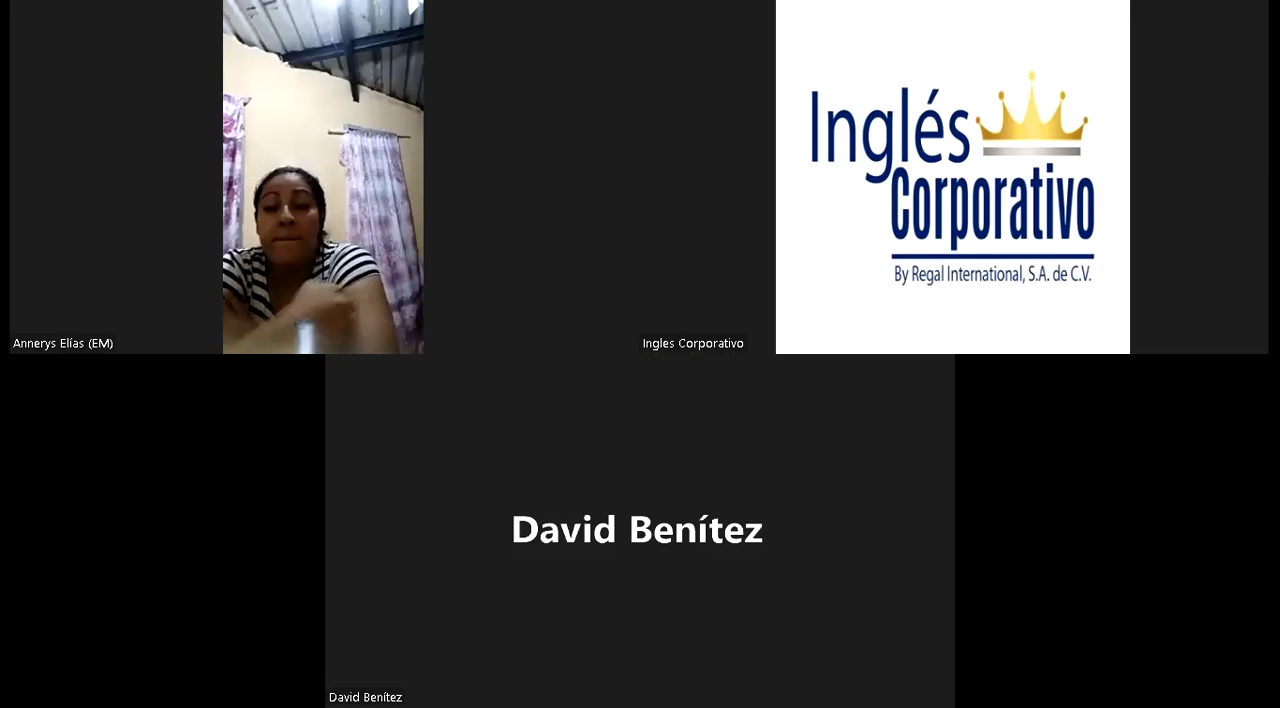 Inglés
Corporativo
By Regal International, S.A. de C.V.
Annerys Elías (EM)
Ingles Corporativo
David Benítez
David Benítez